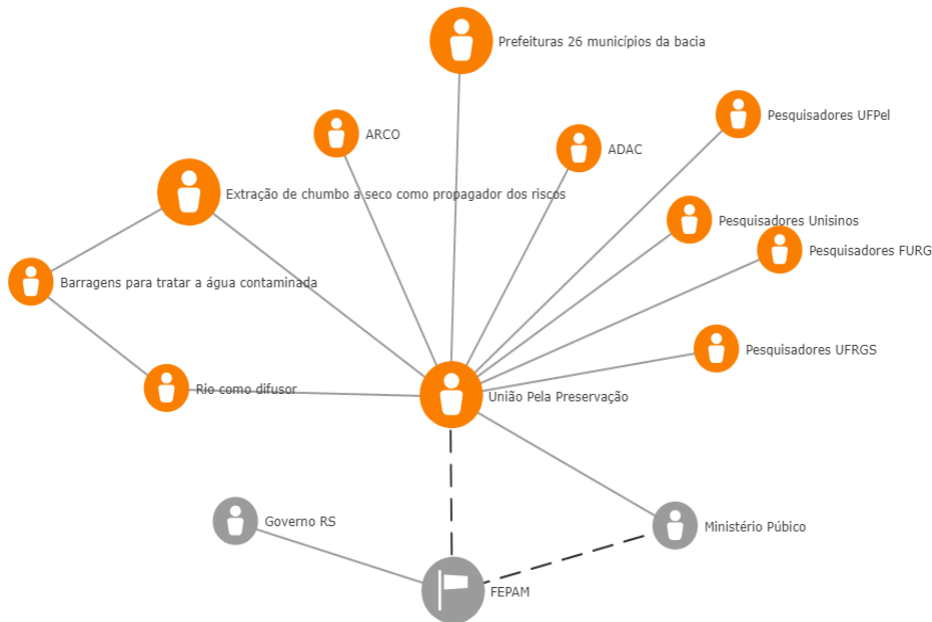 Prefeituras 26 municípios da bacia
Pesquisadores UFPel
ARCO
ADAC
Extração de chumbo a seco como propagador dos riscos
Pesquisadores Unisinos
Pesquisadores FURG
Barragens para tratar a água contaminada
Pesquisadores UFRGS
Rio como difusor
União Pela Preservação
Governo RS
Ministério Púbico
FEPAM